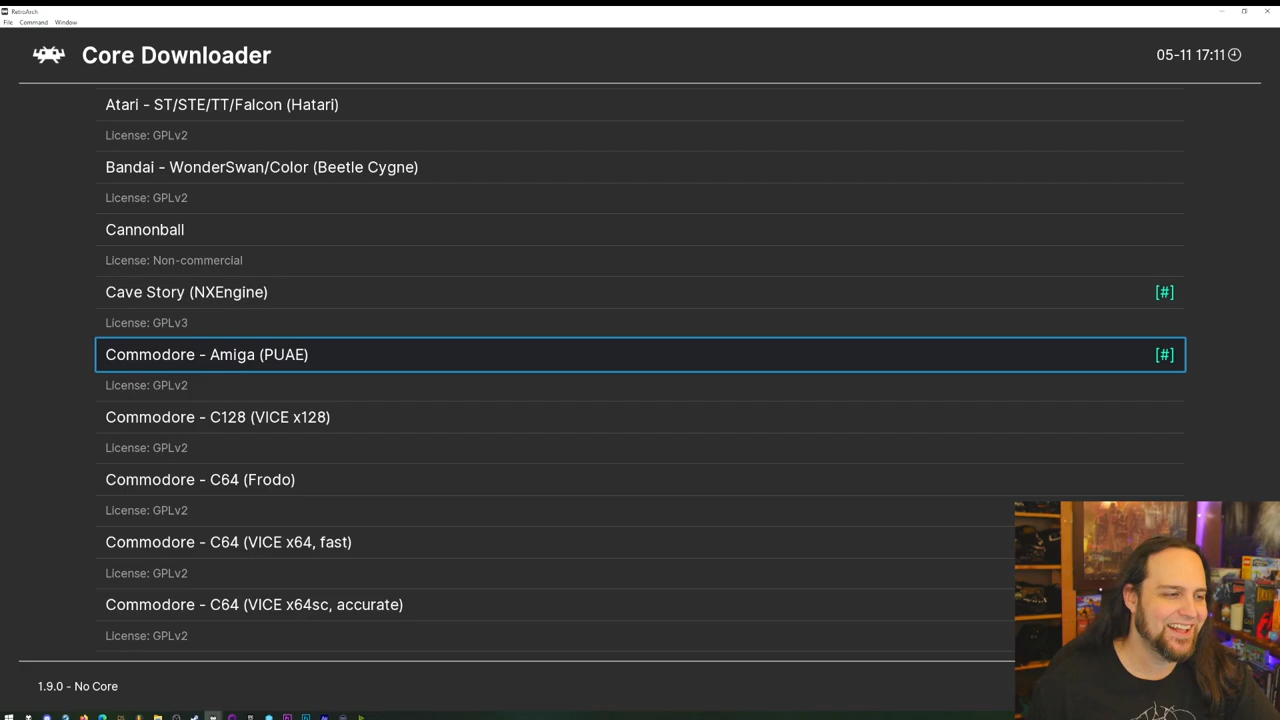 RetroArch
File Command Window
Core Downloader
05-11 17:11
Atari - ST/STE/TT/Falcon (Hatari)
License: GPLv2
Bandai - WonderSwan/Color (Beetle Cygne)
License: GPLv2
Cannonball
License: Non-commercial
Cave Story (NXEngine) [#]
License: GPLv3
Commodore - Amiga (PUAE) [#]
License: GPLv2
Commodore - C128 (VICE x128)
License: GPLv2
Commodore - C64 (Frodo)
License: GPLv2
Commodore - C64 (VICE x64, fast)
License: GPLv2
Commodore - C64 (VICE x64sc, accurate)
License: GPLv2
1.9.0 - No Core